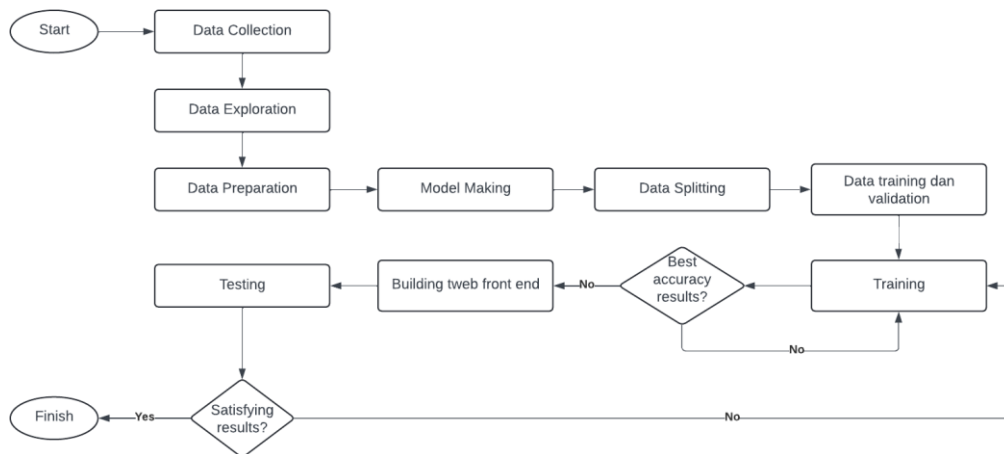 Start
Data Collection
Data Exploration
Data Preparation
Model Making
Data Splitting
Data training dan
validation
Testing
Building tweb front end
No
Best
accuracy
results?
Training
No
Finish
Yes
Satisfying
results?
No